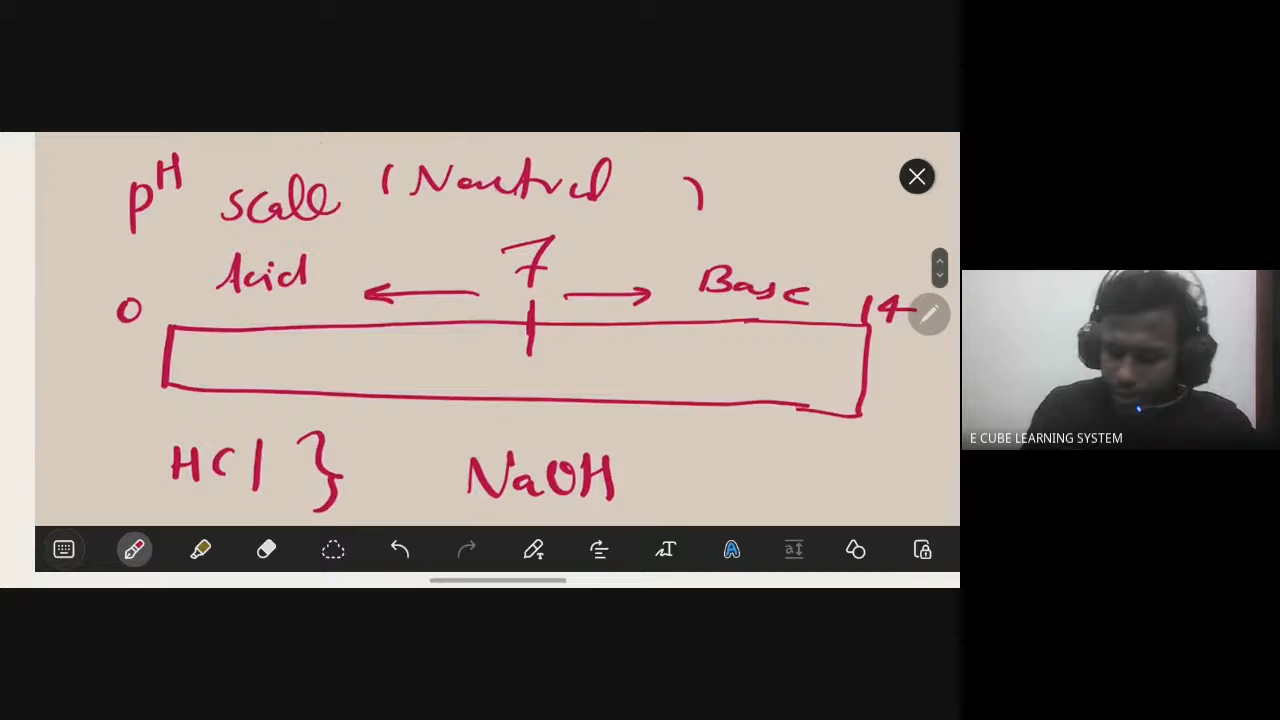 pH scale (Neutral)
7
Acid ← → Base
0 14
HCl } NaOH
E CUBE LEARNING SYSTEM